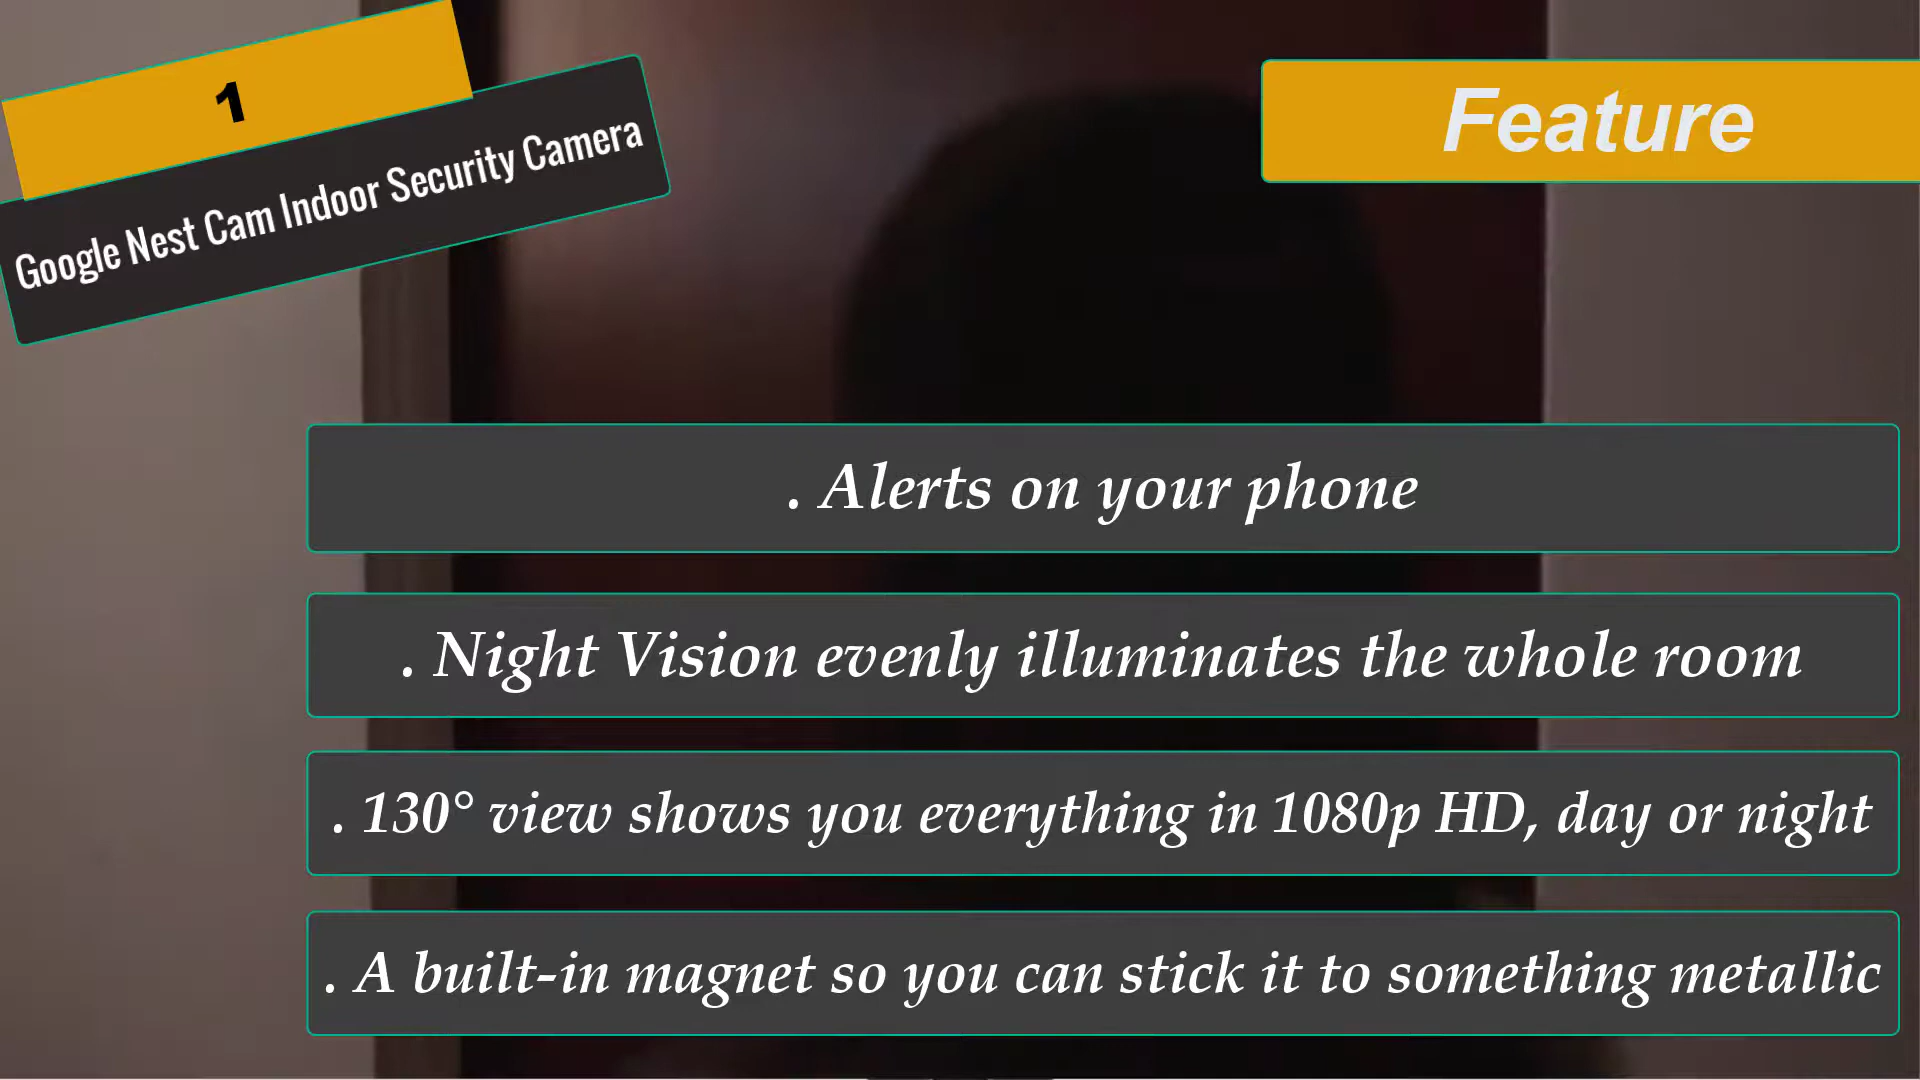 1
Google Nest Cam Indoor Security Camera
Feature
. Alerts on your phone
. Night Vision evenly illuminates the whole room
. 130° view shows you everything in 1080p HD, day or night
. A built-in magnet so you can stick it to something metallic